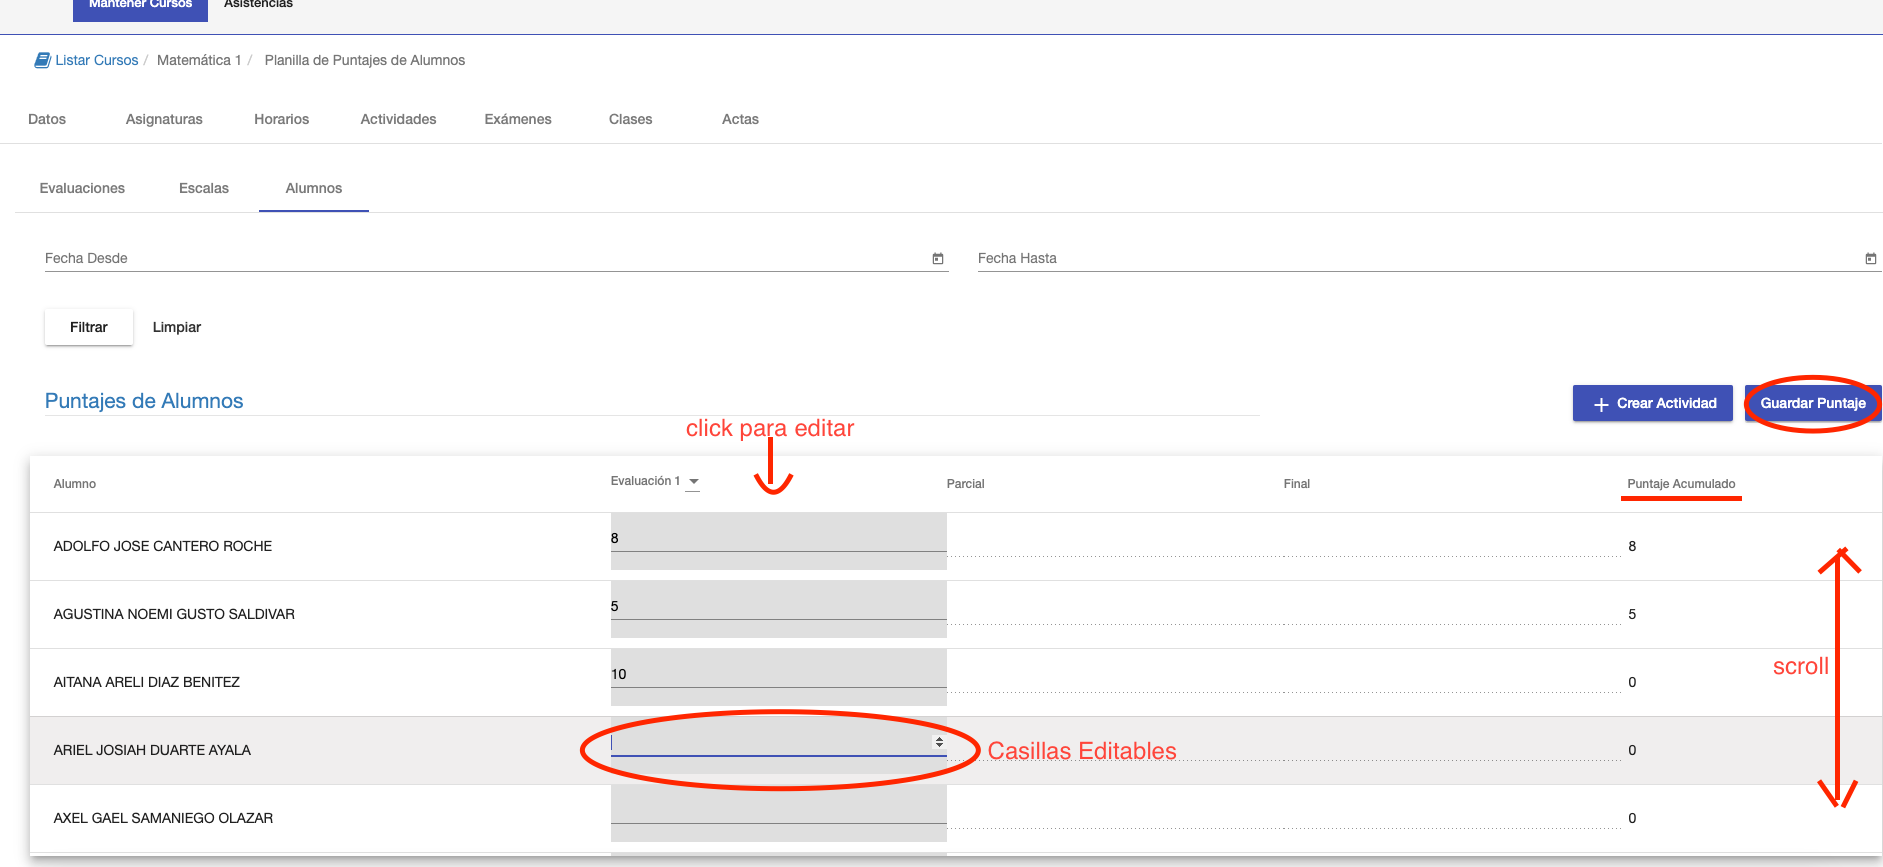 Mantener Cursos Asistencias
Listar Cursos / Matemática 1 / Planilla de Puntajes de Alumnos
Datos Asignaturas Horarios Actividades Exámenes Clases Actas
Evaluaciones Escalas Alumnos
Fecha Desde Fecha Hasta
Filtrar Limpiar
Puntajes de Alumnos + Crear Actividad Guardar Puntaje
click para editar
Alumno Evaluación 1 Parcial Final Puntaje Acumulado
ADOLFO JOSE CANTERO ROCHE 8 8
AGUSTINA NOEMI GUSTO SALDIVAR 5 5
scroll
AITANA ARELI DIAZ BENITEZ 10 0
ARIEL JOSIAH DUARTE AYALA Casillas Editables 0
AXEL GAEL SAMANIEGO OLAZAR 0